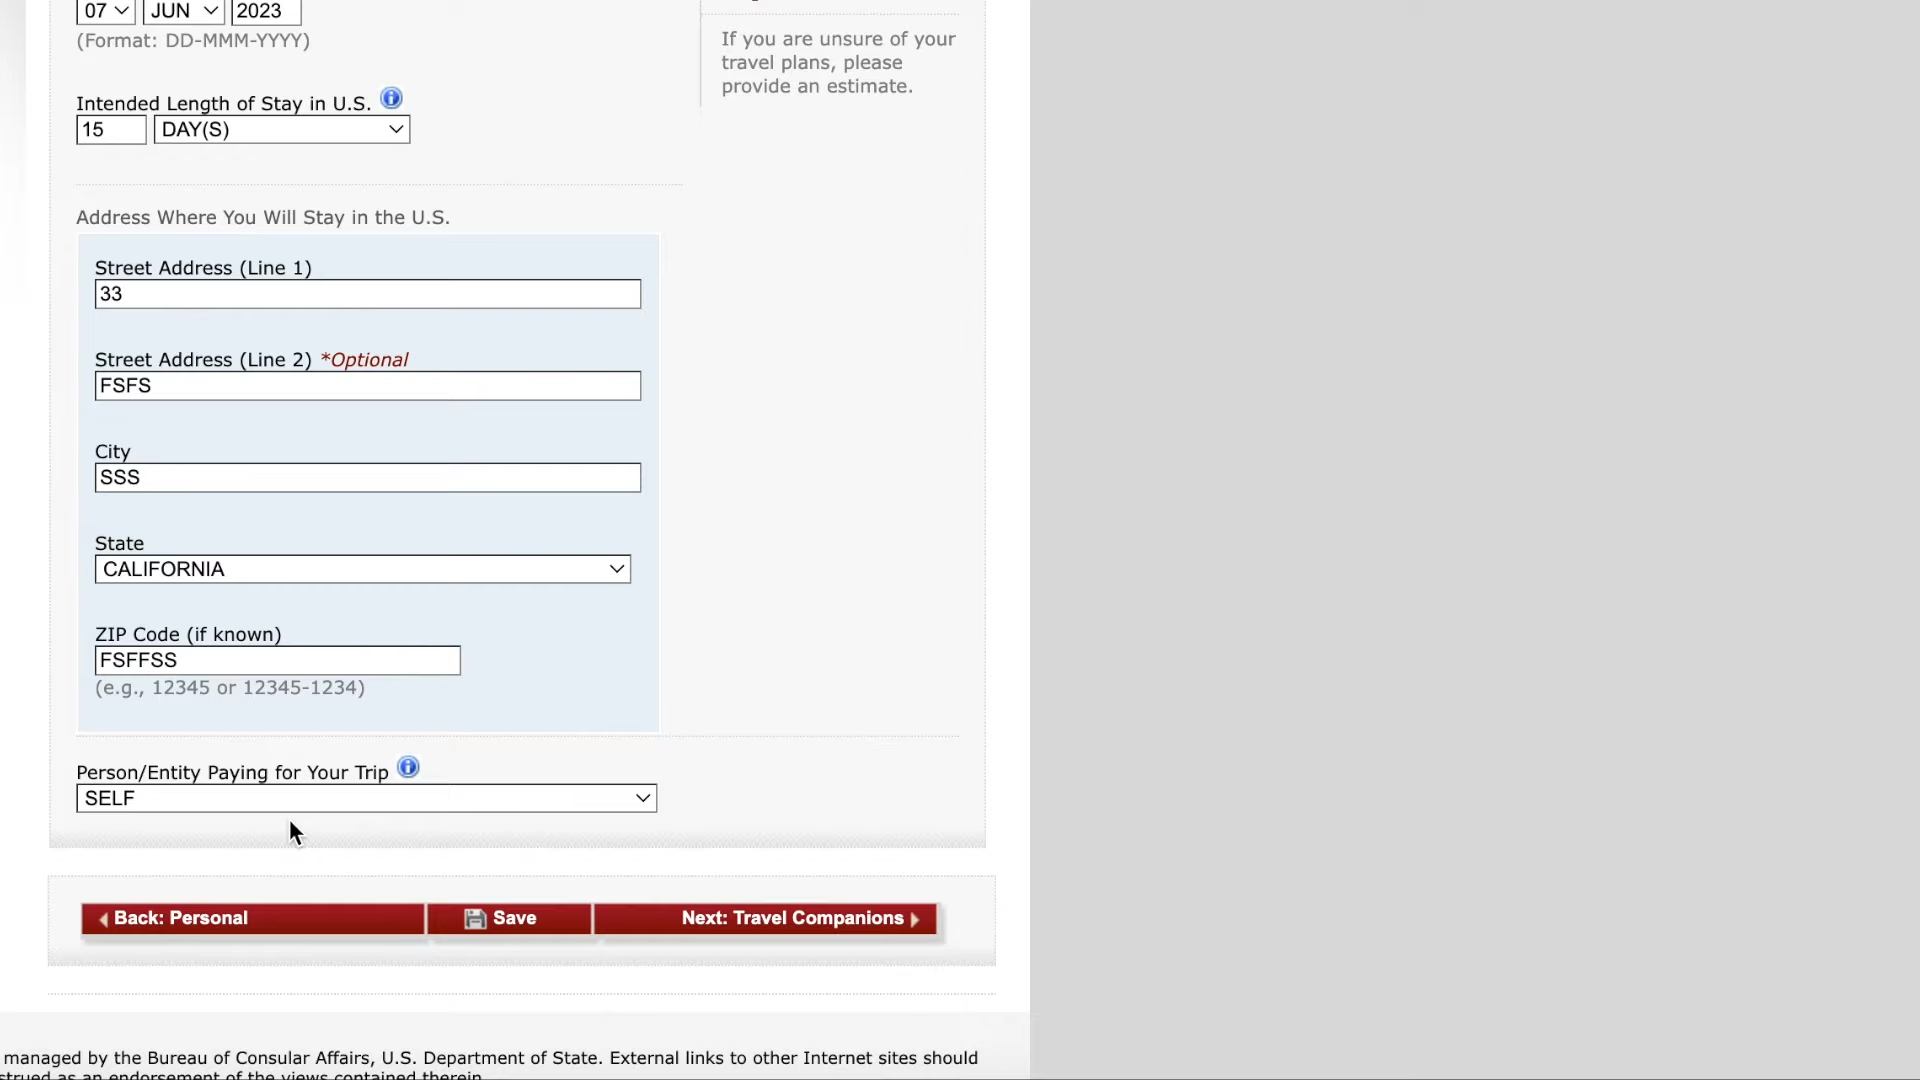 07 JUN 2023
(Format: DD-MMM-YYYY)
If you are unsure of your
travel plans, please
provide an estimate.
Intended Length of Stay in U.S.
15 DAY(S)
Address Where You Will Stay in the U.S.
Street Address (Line 1)
33
Street Address (Line 2) *Optional
FSFS
City
SSS
State
CALIFORNIA
ZIP Code (if known)
FSFFSS
(e.g., 12345 or 12345-1234)
Person/Entity Paying for Your Trip
SELF
Back: Personal Save Next: Travel Companions
managed by the Bureau of Consular Affairs, U.S. Department of State. External links to other Internet sites should
strued as an endorsement of the views contained therein.